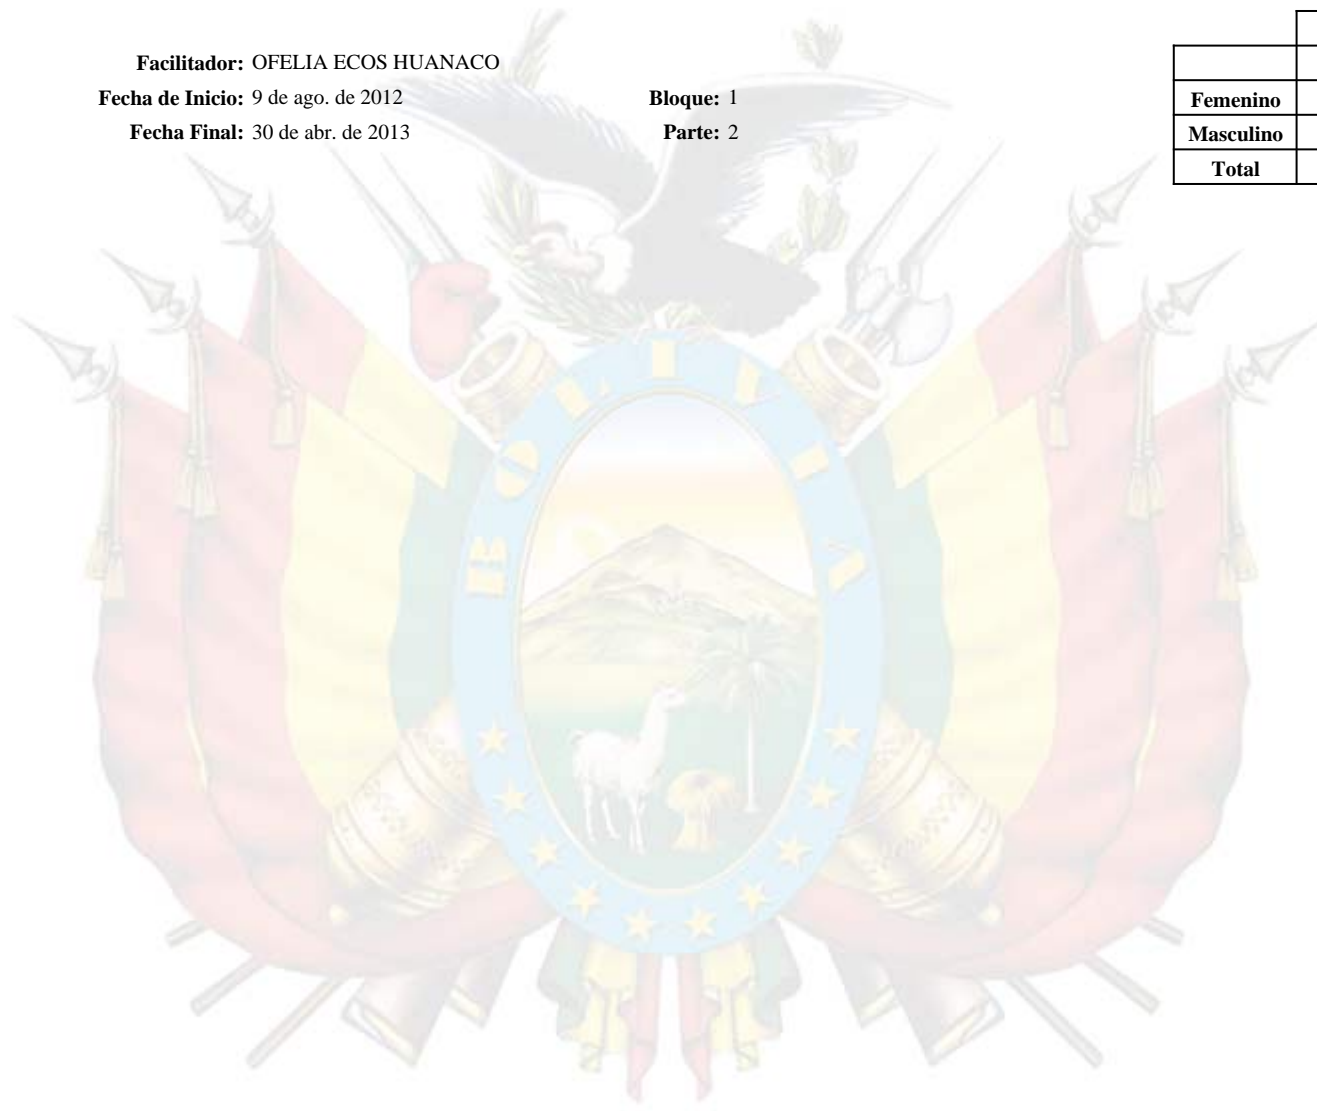 Facilitador: OFELIA ECOS HUANACO
Fecha de Inicio: 9 de ago. de 2012 Bloque: 1
Fecha Final: 30 de abr. de 2013 Parte: 2
Femenino
Masculino
Total
BOLIVIA